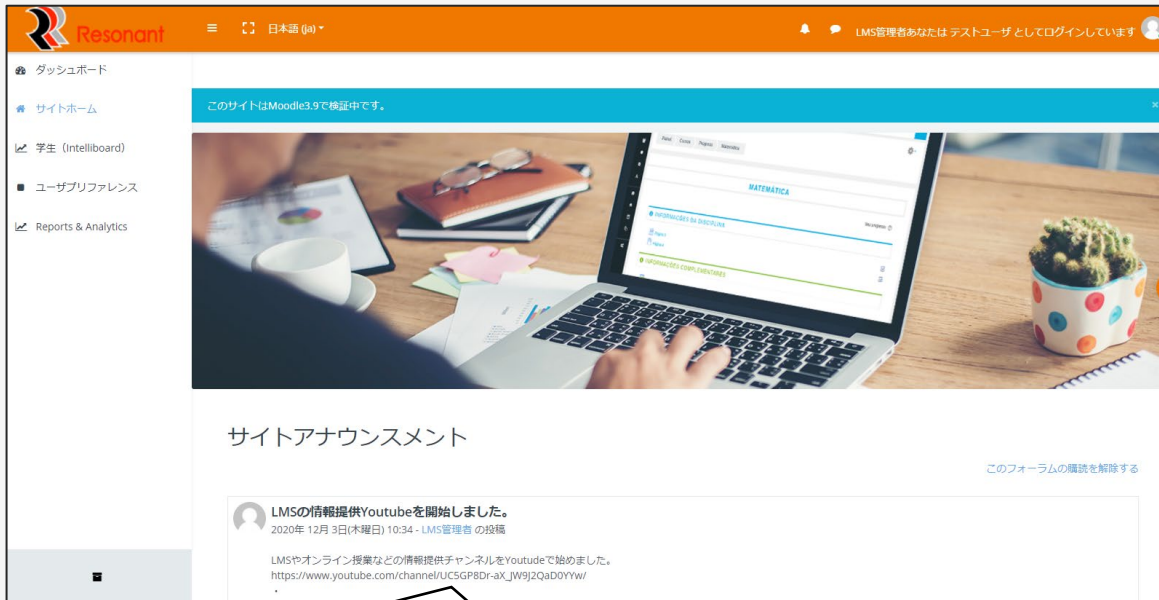 Resonant
日本語 (ja)
LMS管理者あなたは テストユーザ としてログインしています
ダッシュボード
サイトホーム
学生（Intelliboard）
ユーザプリファレンス
Reports & Analytics
このサイトはMoodle3.9で検証中です。
×
MATEMÁTICA
INFORMAÇÕES DA DISCIPLINA
INFORMAÇÕES COMPLEMENTARES
サイトアナウンスメント
このフォーラムの購読を解除する
LMSの情報提供Youtubeを開始しました。
2020年 12月 3日(木曜日) 10:34 - LMS管理者 の投稿
LMSやオンライン授業などの情報提供チャンネルをYoutudeで始めました。
https://www.youtube.com/channel/UC5GP8Dr-aX_JW9J2QaD0YYw/